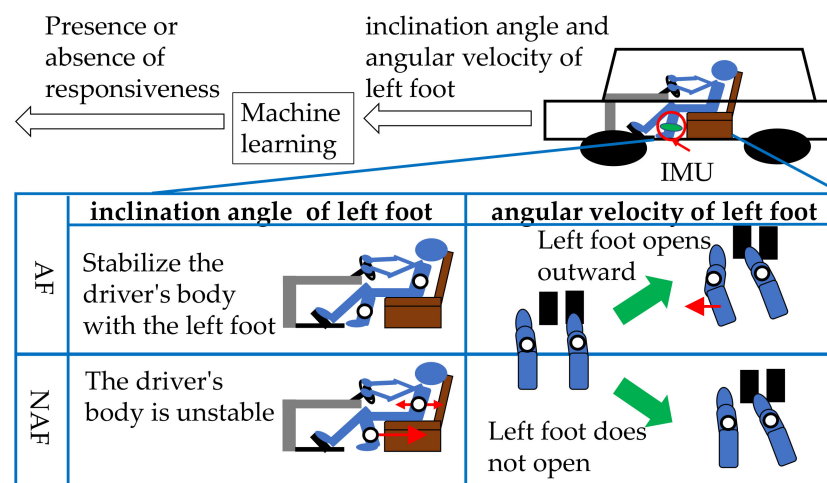 Presence or
absence of
responsiveness
inclination angle and
angular velocity of
left foot
Machine
learning
IMU
inclination angle of left foot
angular velocity of left foot
AF
Stabilize the
driver's body
with the left foot
Left foot opens
outward
NAF
The driver's
body is unstable
Left foot does
not open